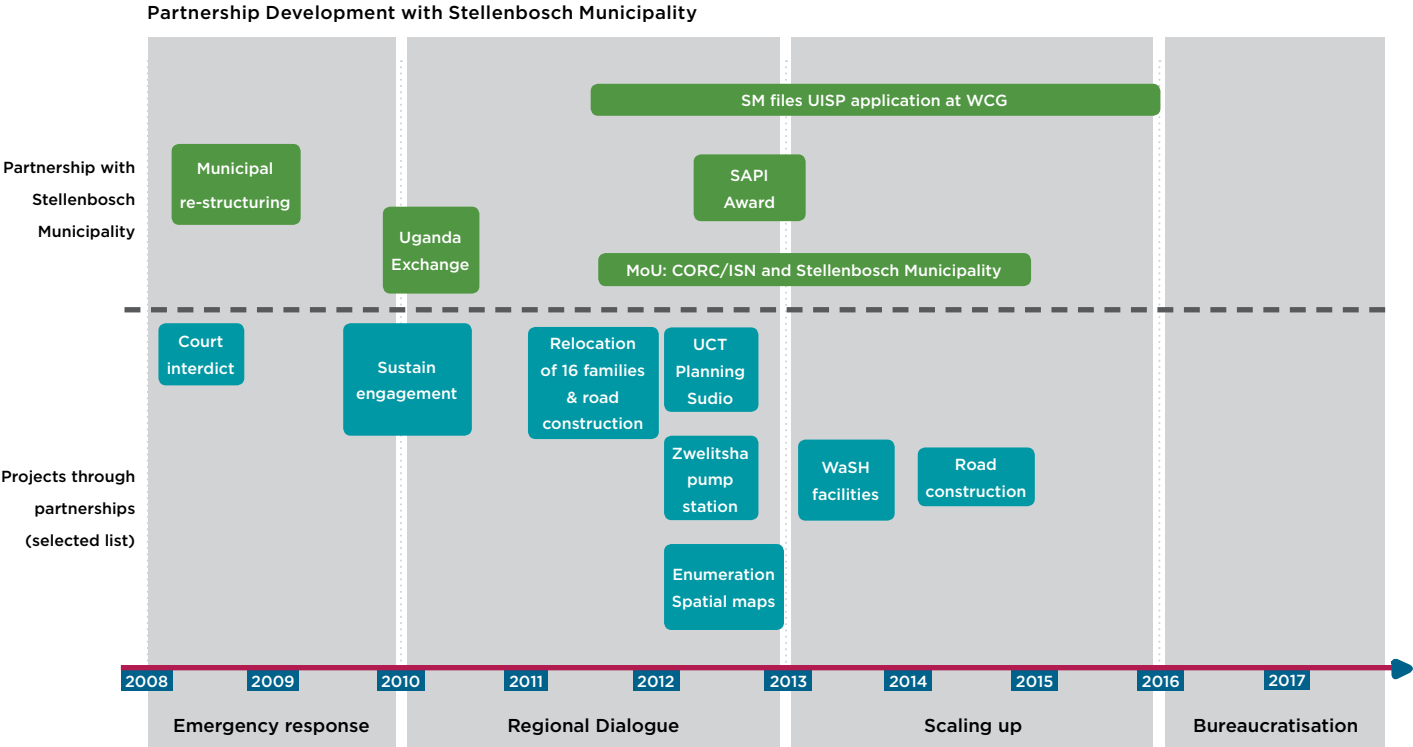 Partnership Development with Stellenbosch Municipality
Partnership with
Stellenbosch
Municipality
SM files UISP application at WCG
Municipal
re-structuring
SAPI
Award
Uganda
Exchange
MoU: CORC/ISN and Stellenbosch Municipality
Projects through
partnerships
(selected list)
Court
interdict
Sustain
engagement
Relocation
of 16 families
& road
construction
UCT
Planning
Sudio
Zwelitsha
pump
station
Enumeration
Spatial maps
WaSH
facilities
Road
construction
2008
2009
2010
2011
2012
2013
2014
2015
2016
2017
Emergency response
Regional Dialogue
Scaling up
Bureaucratisation